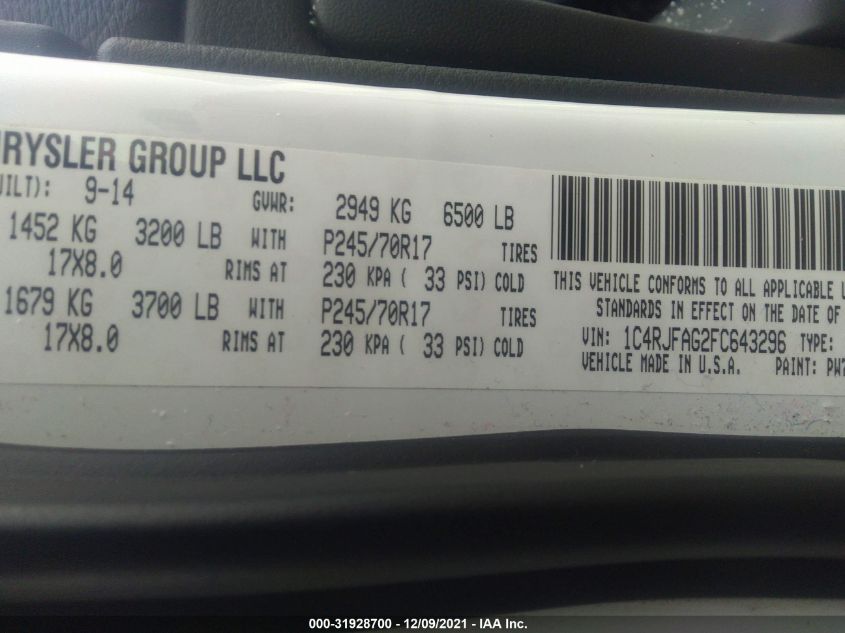 RYSLER GROUP LLC
UILT): 9-14 GVWR: 2949 KG 6500 LB
1452 KG 3200 LB WITH P245/70R17 TIRES
17X8.0 RIMS AT 230 KPA ( 33 PSI) COLD
1679 KG 3700 LB WITH P245/70R17 TIRES
17X8.0 RIMS AT 230 KPA ( 33 PSI) COLD
THIS VEHICLE CONFORMS TO ALL APPLICABLE U
STANDARDS IN EFFECT ON THE DATE OF
VIN: 1C4RJFAG2FC643296 TYPE:
VEHICLE MADE IN U.S.A. PAINT: PW7
000-31928700 - 12/09/2021 - IAA Inc.